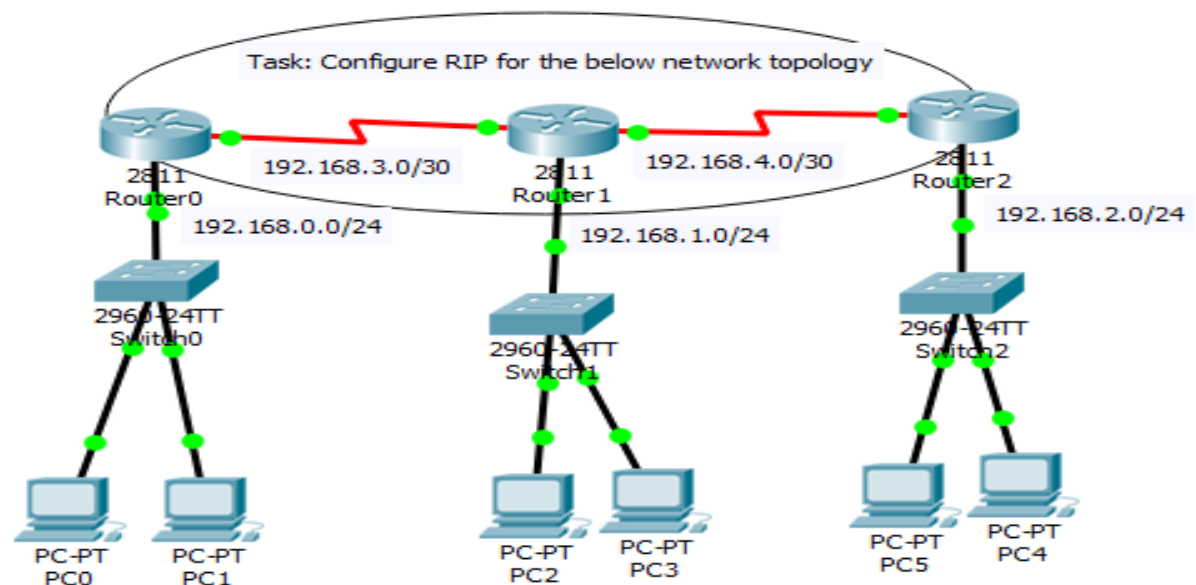 Task: Configure RIP for the below network topology
192.168.3.0/30
192.168.4.0/30
2811
Router0
2811
Router1
2811
Router2
192.168.0.0/24
192.168.1.0/24
192.168.2.0/24
2960-24TT
Switch0
2960-24TT
Switch1
2960-24TT
Switch2
PC-PT
PC0
PC-PT
PC1
PC-PT
PC2
PC-PT
PC3
PC-PT
PC5
PC-PT
PC4